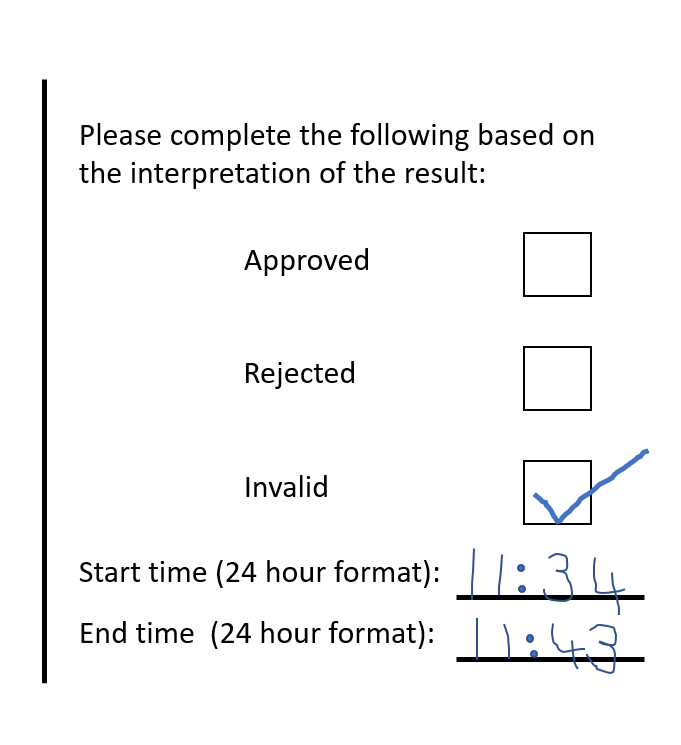 Please complete the following based on
the interpretation of the result:
Approved
Rejected
Invalid
Start time (24 hour format): 11:34
End time (24 hour format): 11:43